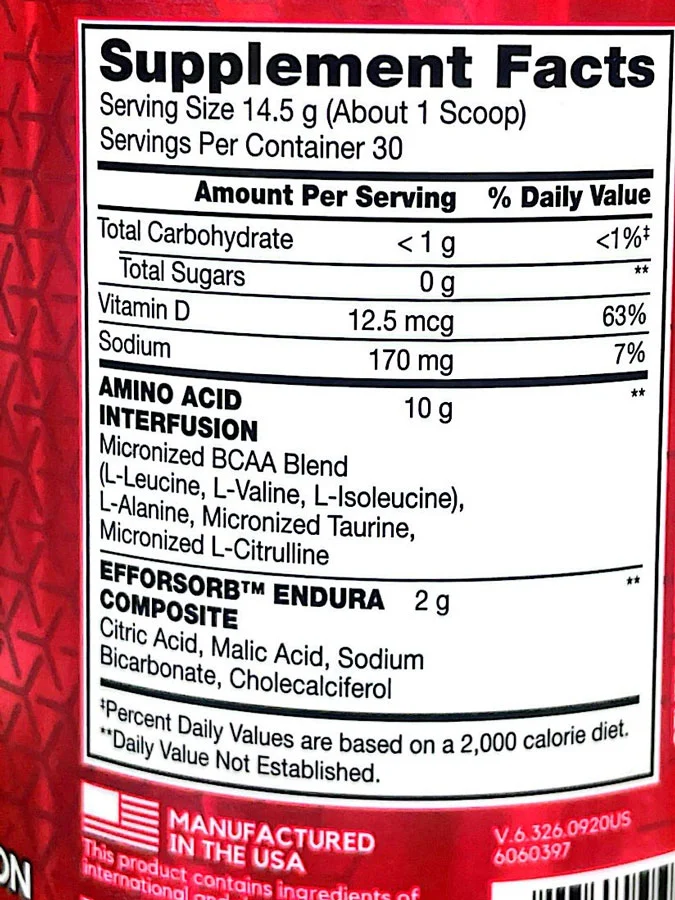 Supplement Facts
Serving Size 14.5 g (About 1 Scoop)
Servings Per Container 30
Amount Per Serving % Daily Value
Total Carbohydrate < 1 g <1%‡
Total Sugars 0 g **
Vitamin D 12.5 mcg 63%
Sodium 170 mg 7%
AMINO ACID 10 g **
INTERFUSION
Micronized BCAA Blend
(L-Leucine, L-Valine, L-Isoleucine),
L-Alanine, Micronized Taurine,
Micronized L-Citrulline
EFFORSORB™ ENDURA 2 g **
COMPOSITE
Citric Acid, Malic Acid, Sodium
Bicarbonate, Cholecalciferol
‡Percent Daily Values are based on a 2,000 calorie diet.
**Daily Value Not Established.
MANUFACTURED
IN THE USA
V.6.326.0920US
6060397
This product contains ingredients of
international and
ON